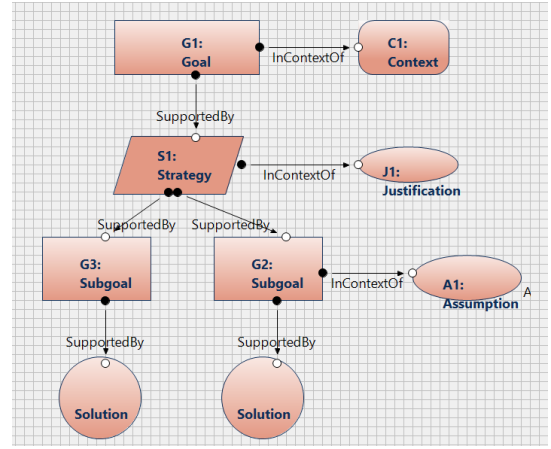 G1:
Goal
InContextOf
C1:
Context
SupportedBy
S1:
Strategy
InContextOf
J1:
Justification
SupportedBy
SupportedBy
G3:
Subgoal
G2:
Subgoal
InContextOf
A1:
Assumption
A
SupportedBy
SupportedBy
Solution
Solution